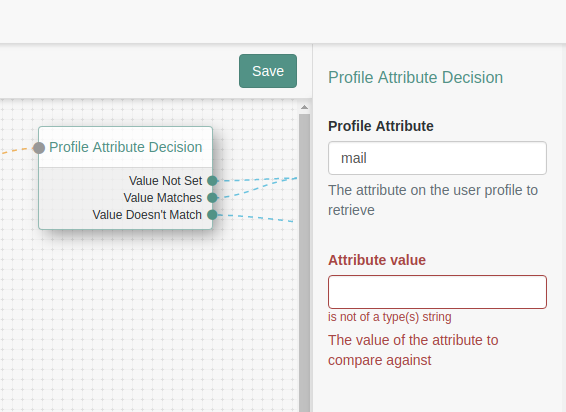 Save
Profile Attribute Decision
Value Not Set
Value Matches
Value Doesn't Match
Profile Attribute Decision
Profile Attribute
mail
The attribute on the user profile to
retrieve
Attribute value
is not of a type(s) string
The value of the attribute to
compare against